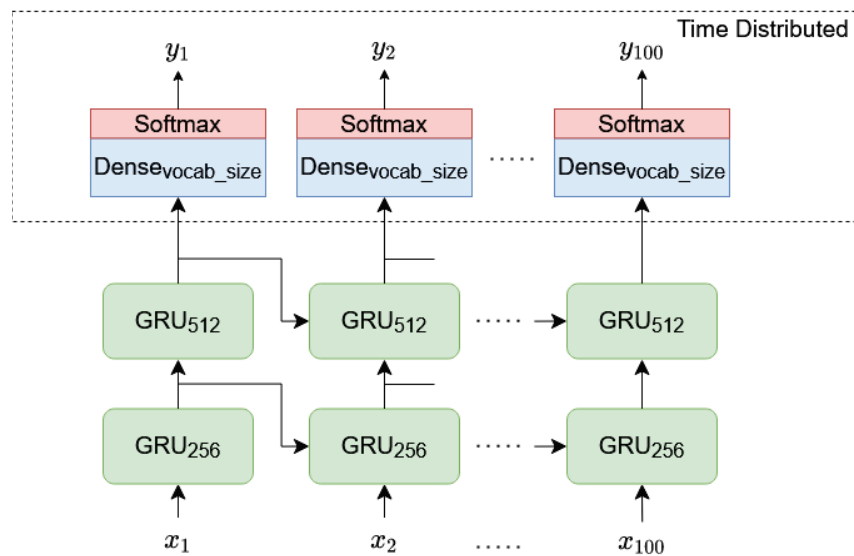 Time Distributed
y1 y2 y100
Softmax Softmax Softmax
Densevocab_size Densevocab_size ..... Densevocab_size
GRU512 GRU512 ..... GRU512
GRU256 GRU256 ..... GRU256
x1 x2 ..... x100